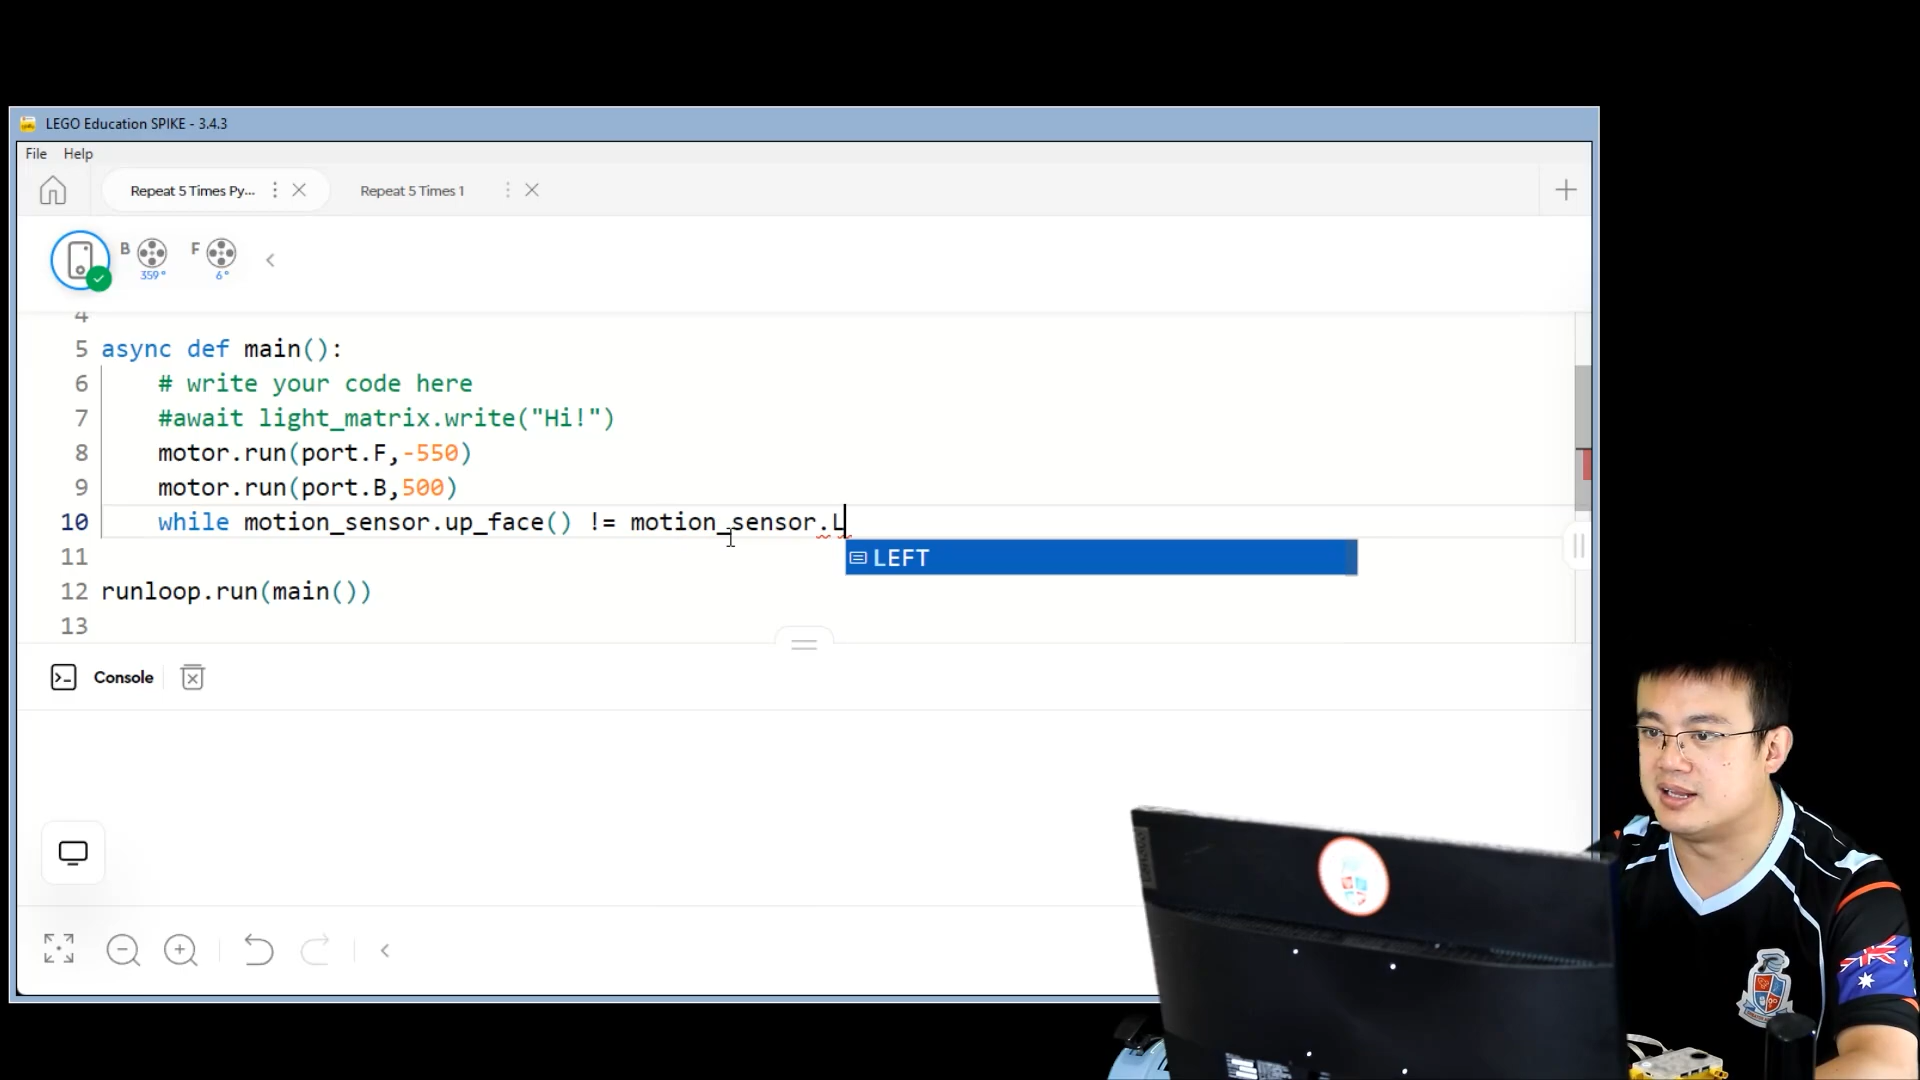 LEGO Education SPIKE - 3.4.3
File Help
Repeat 5 Times Py...
Repeat 5 Times 1
B
359°
F
6°
4
5 async def main():
6 # write your code here
7 #await light_matrix.write("Hi!")
8 motor.run(port.F,-550)
9 motor.run(port.B,500)
10 while motion_sensor.up_face() != motion_sensor.L
LEFT
11
12 runloop.run(main())
13
Console